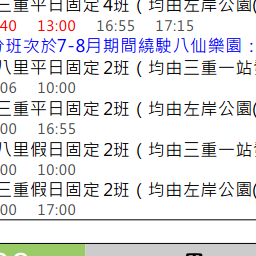 三重平日固定4班（均由左岸公園(
40 13:00 16:55 17:15
分班次於7-8月期間繞駛八仙樂園：
八里平日固定2班（均由三重一站發
06 10:00
三重平日固定2班（均由左岸公園(
00 16:55
八里假日固定2班（均由三重一站發
00 10:00
三重假日固定2班（均由左岸公園(
00 17:00